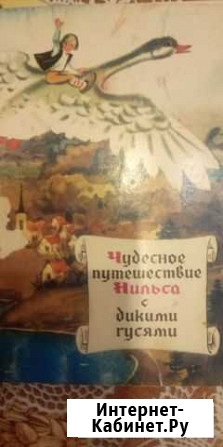 Чудесное
путешествие
Нильса
с
дикими
гусями
Интернет-
Кабинет.Ру